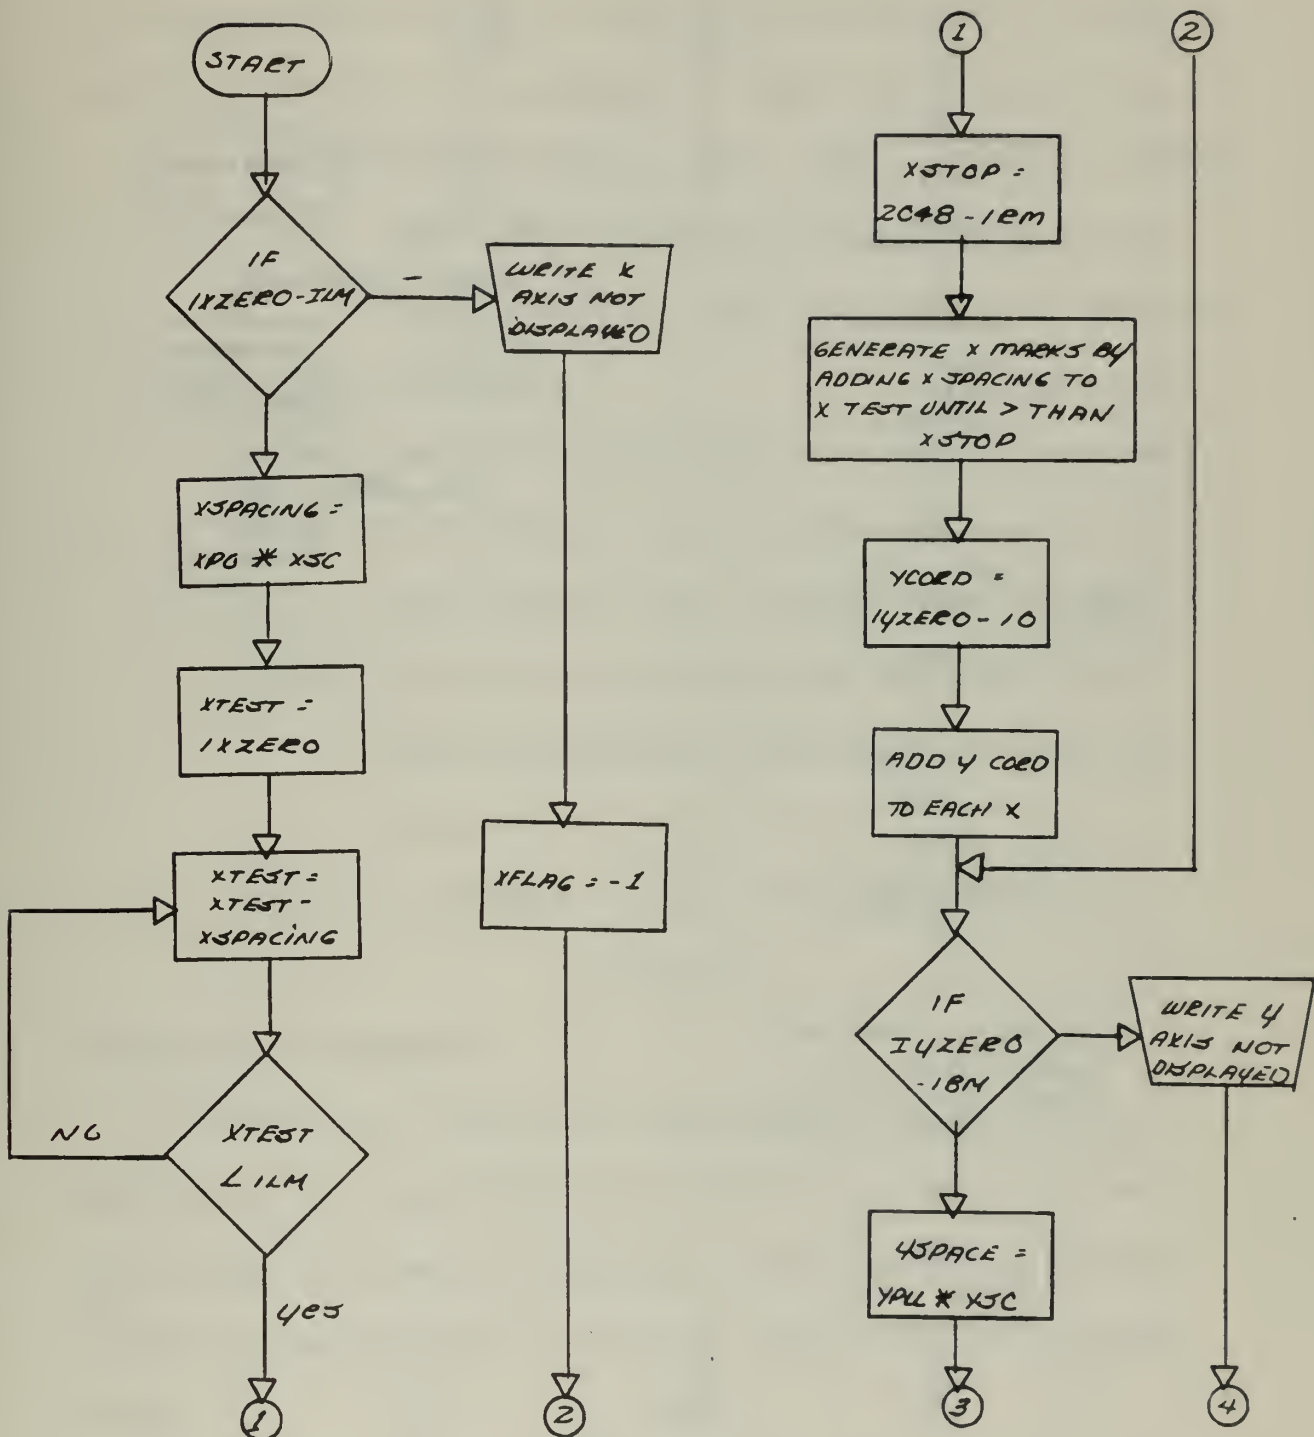 START
IF
IXZERO-ILM
-
WRITE X
AXIS NOT
DISPLAYED
XSPACING =
XPO * XSC
XTEST =
IXZERO
XTEST =
XTEST -
XSPACING
XFLAG = -1
NO
XTEST
L ILM
yes
1
2
1
2
XSTOP =
2048 - IRM
GENERATE X MARKS BY
ADDING X SPACING TO
X TEST UNTIL > THAN
XSTOP
YCORD =
IYZERO - 10
ADD Y CORD
TO EACH X
IF
IYZERO
-IBM
WRITE Y
AXIS NOT
DISPLAYED
YSPACE =
YPU * YSC
3
4